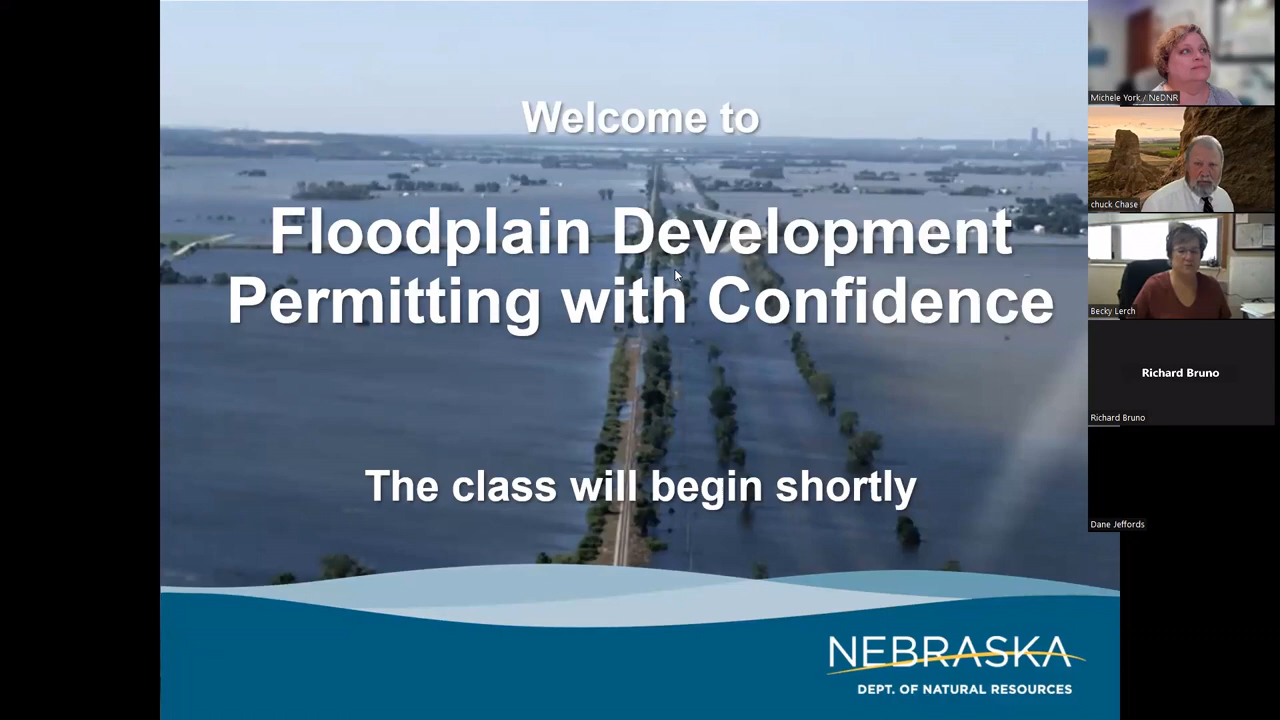 Welcome to
Floodplain Development
Permitting with Confidence
The class will begin shortly
NEBRASKA
DEPT. OF NATURAL RESOURCES
Michele York / NeDNR
chuck Chase
Becky Lerch
Richard Bruno
Richard Bruno
Dane Jeffords